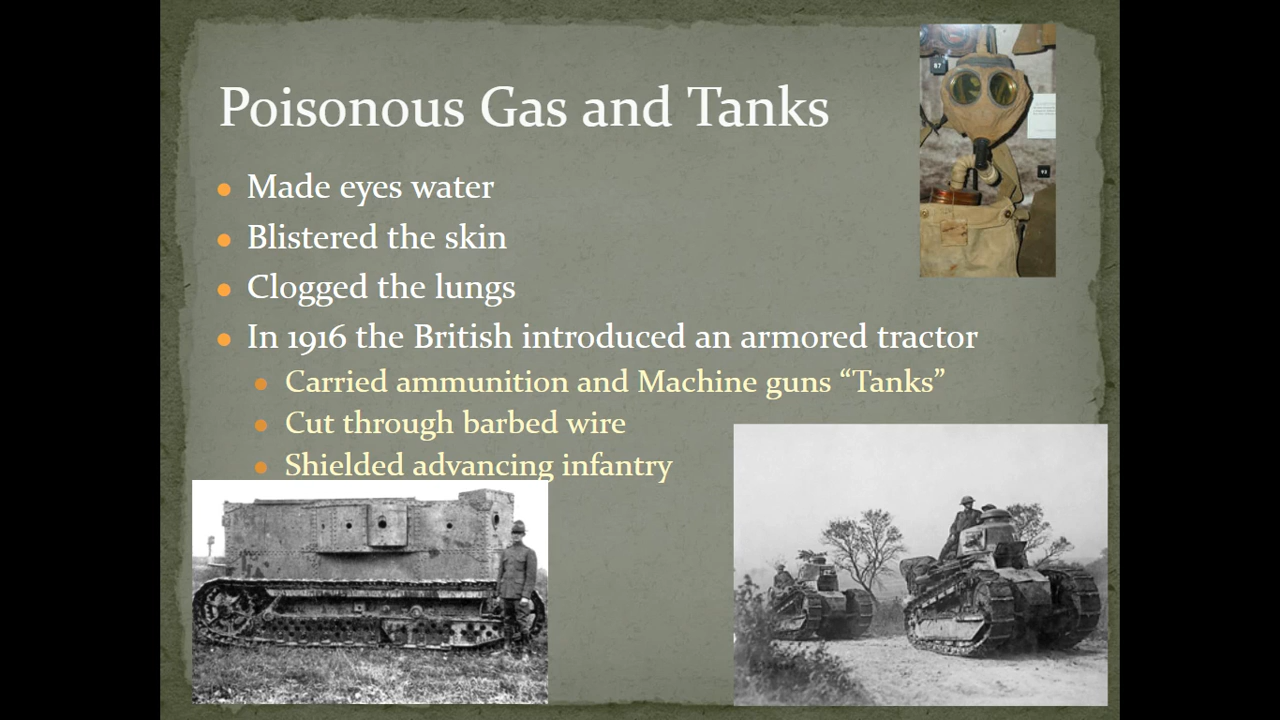 Poisonous Gas and Tanks
Made eyes water
Blistered the skin
Clogged the lungs
In 1916 the British introduced an armored tractor
Carried ammunition and Machine guns “Tanks”
Cut through barbed wire
Shielded advancing infantry